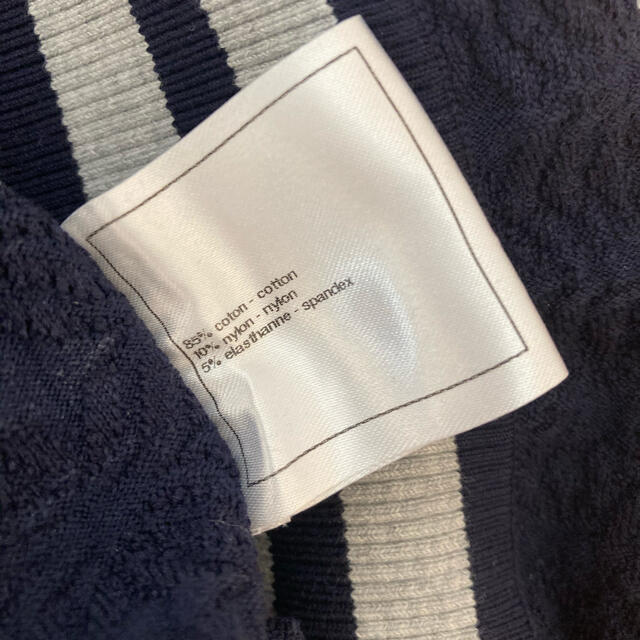 85% coton - cotton
10% nylon - nylon
5% elasthanne - spandex